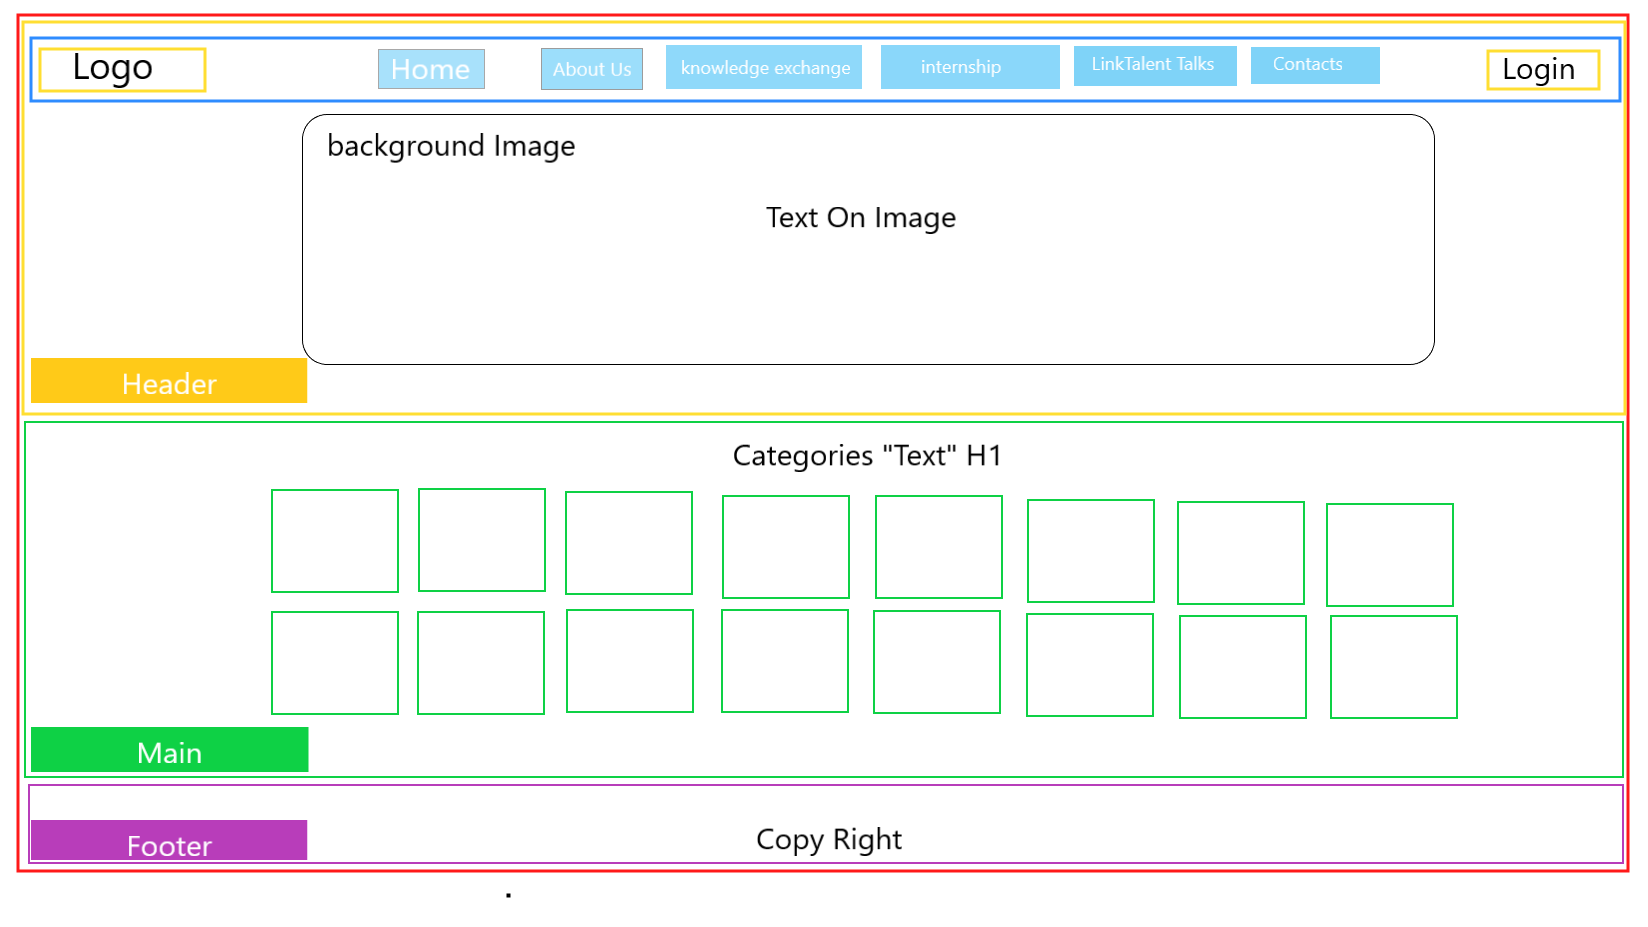 Logo
Home
About Us
knowledge exchange
internship
LinkTalent Talks
Contacts
Login
background Image
Text On Image
Header
Categories "Text" H1
Main
Footer
Copy Right